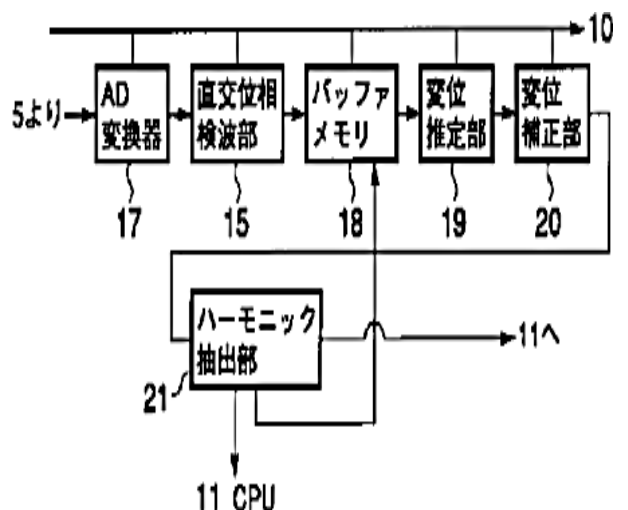 10
5より
AD
変換器
直交位相
検波部
バッファ
メモリ
変位
推定部
変位
補正部
17
15
18
19
20
ハーモニック
抽出部
11へ
21
11 CPU